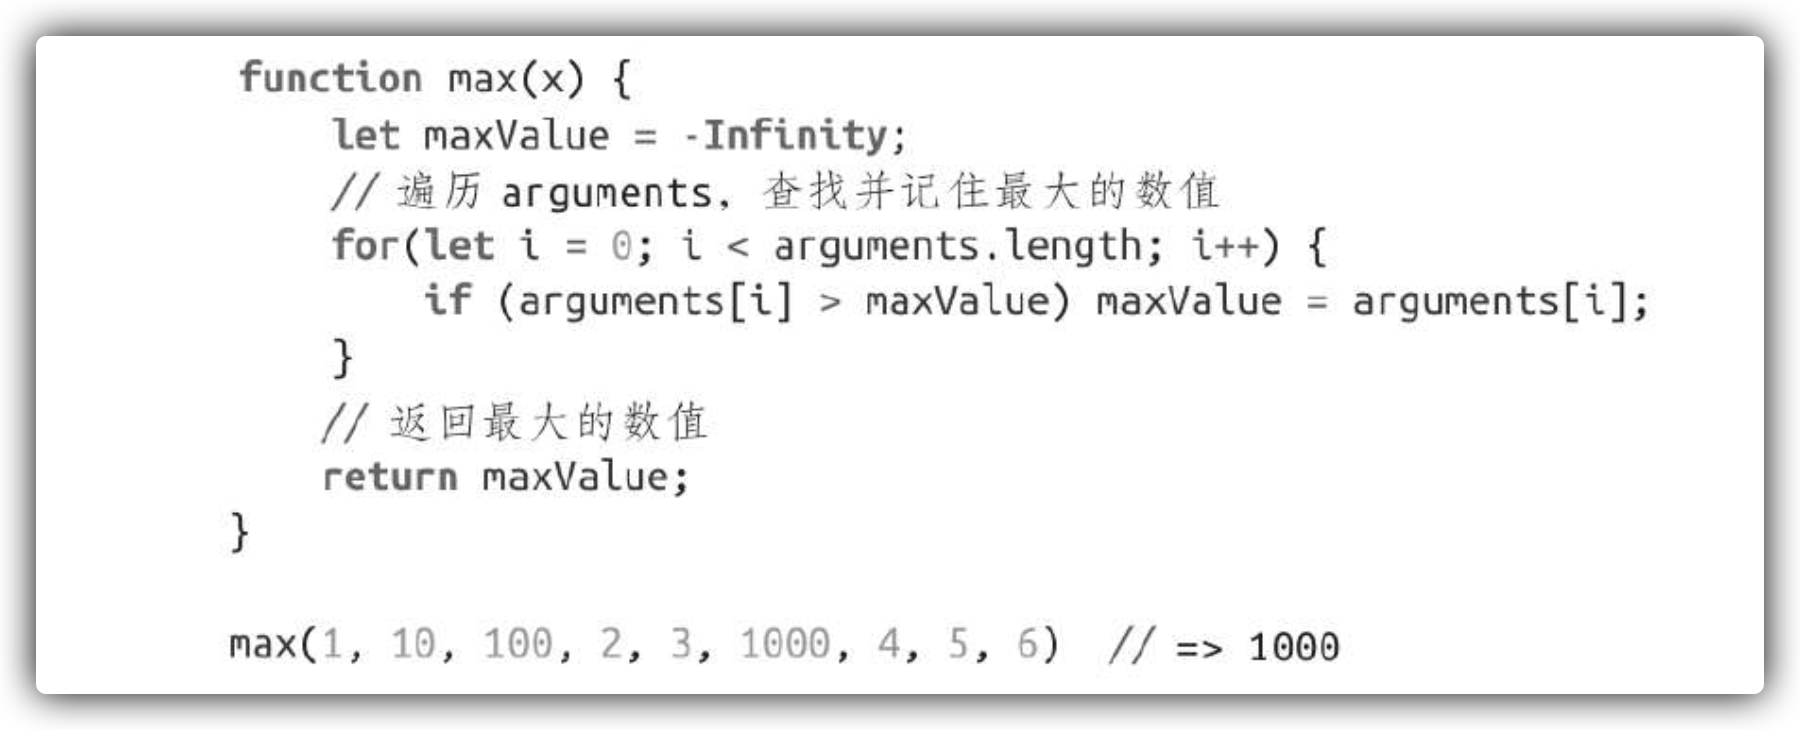 function max(x) {
let maxValue = -Infinity;
// 遍历 arguments, 查找并记住最大的数值
for(let i = 0; i < arguments.length; i++) {
if (arguments[i] > maxValue) maxValue = arguments[i];
}
// 返回最大的数值
return maxValue;
}
max(1, 10, 100, 2, 3, 1000, 4, 5, 6) // => 1000